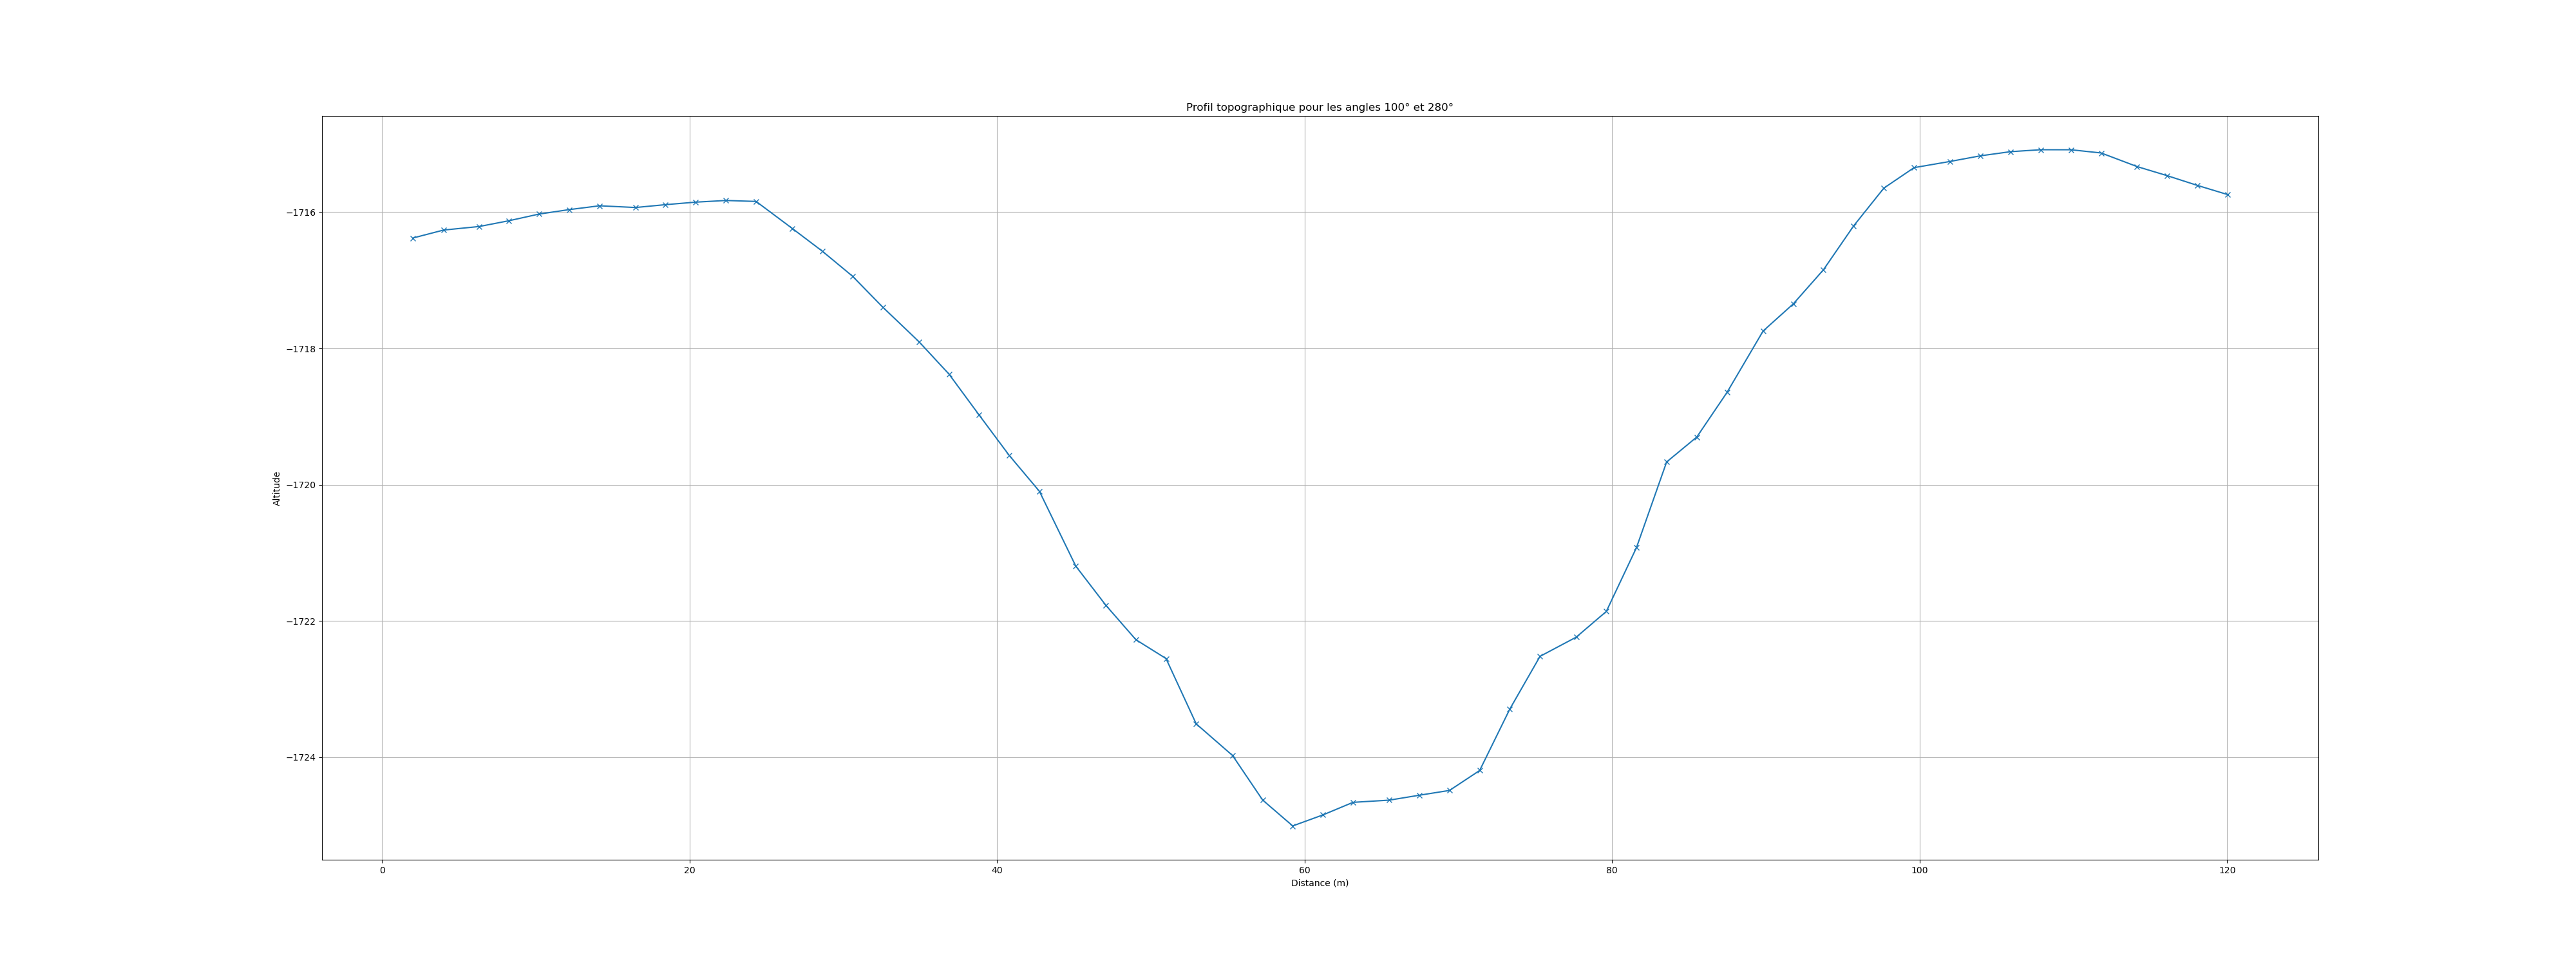 Profil topographique pour les angles 100° et 280°
Altitude
−1716
−1718
−1720
−1722
−1724
0 20 40 60 80 100 120
Distance (m)